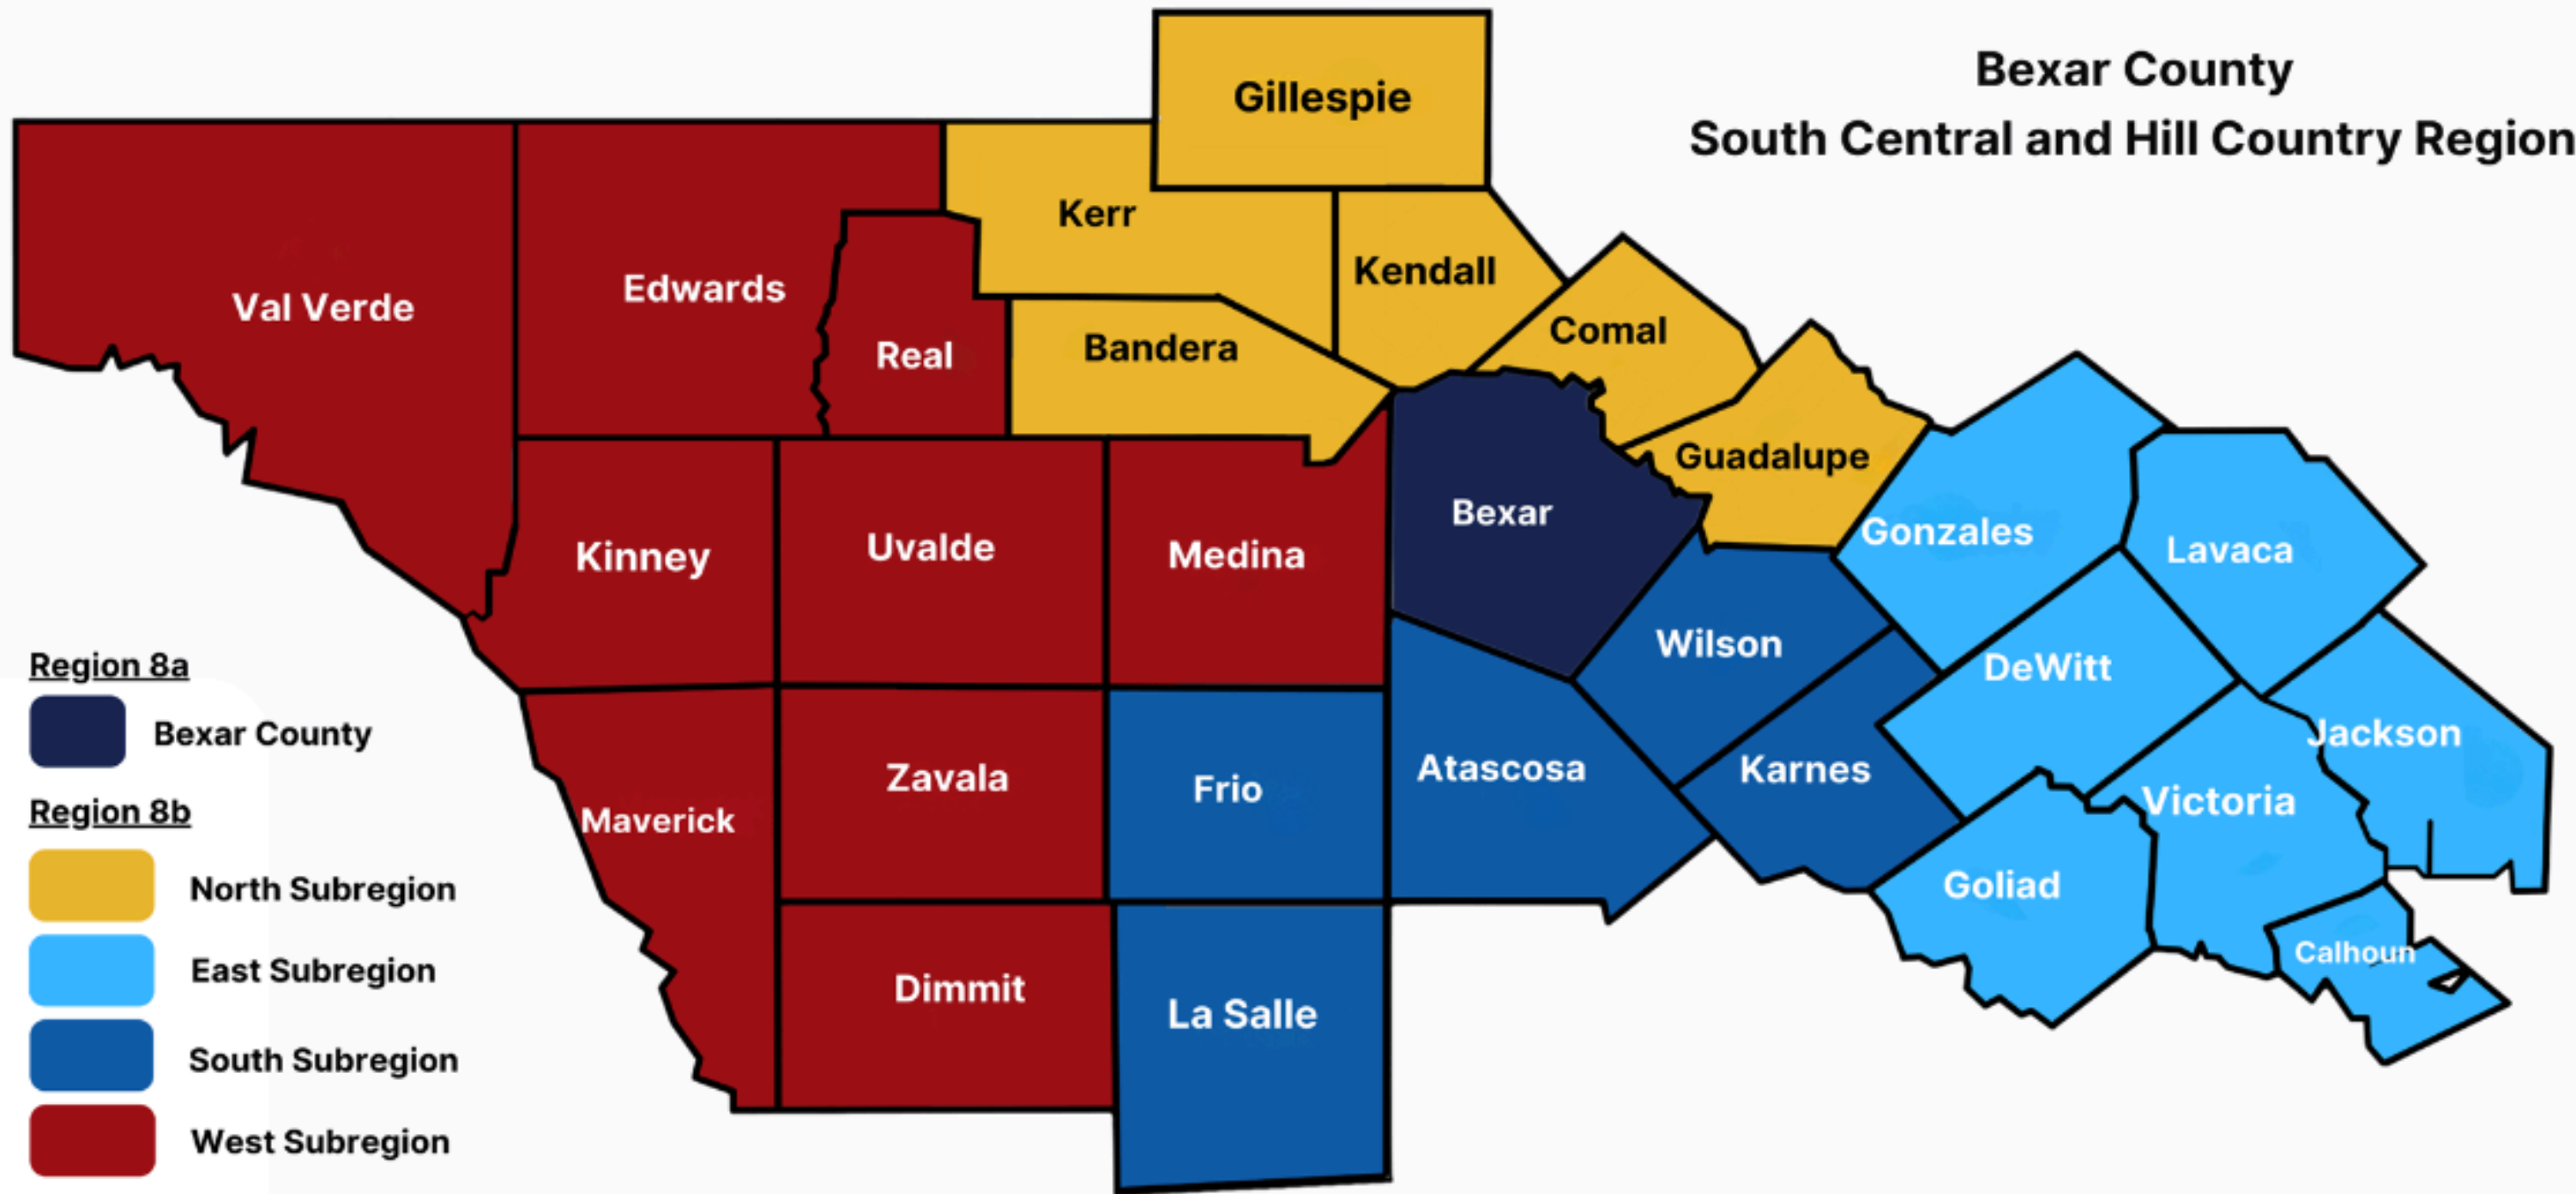 Bexar County
South Central and Hill Country Region
Gillespie
Kerr
Kendall
Val Verde
Edwards
Real
Bandera
Comal
Guadalupe
Bexar
Gonzales
Lavaca
Kinney
Uvalde
Medina
Wilson
DeWitt
Jackson
Maverick
Zavala
Frio
Atascosa
Karnes
Victoria
Goliad
Calhoun
Dimmit
La Salle
Region 8a
Bexar County
Region 8b
North Subregion
East Subregion
South Subregion
West Subregion